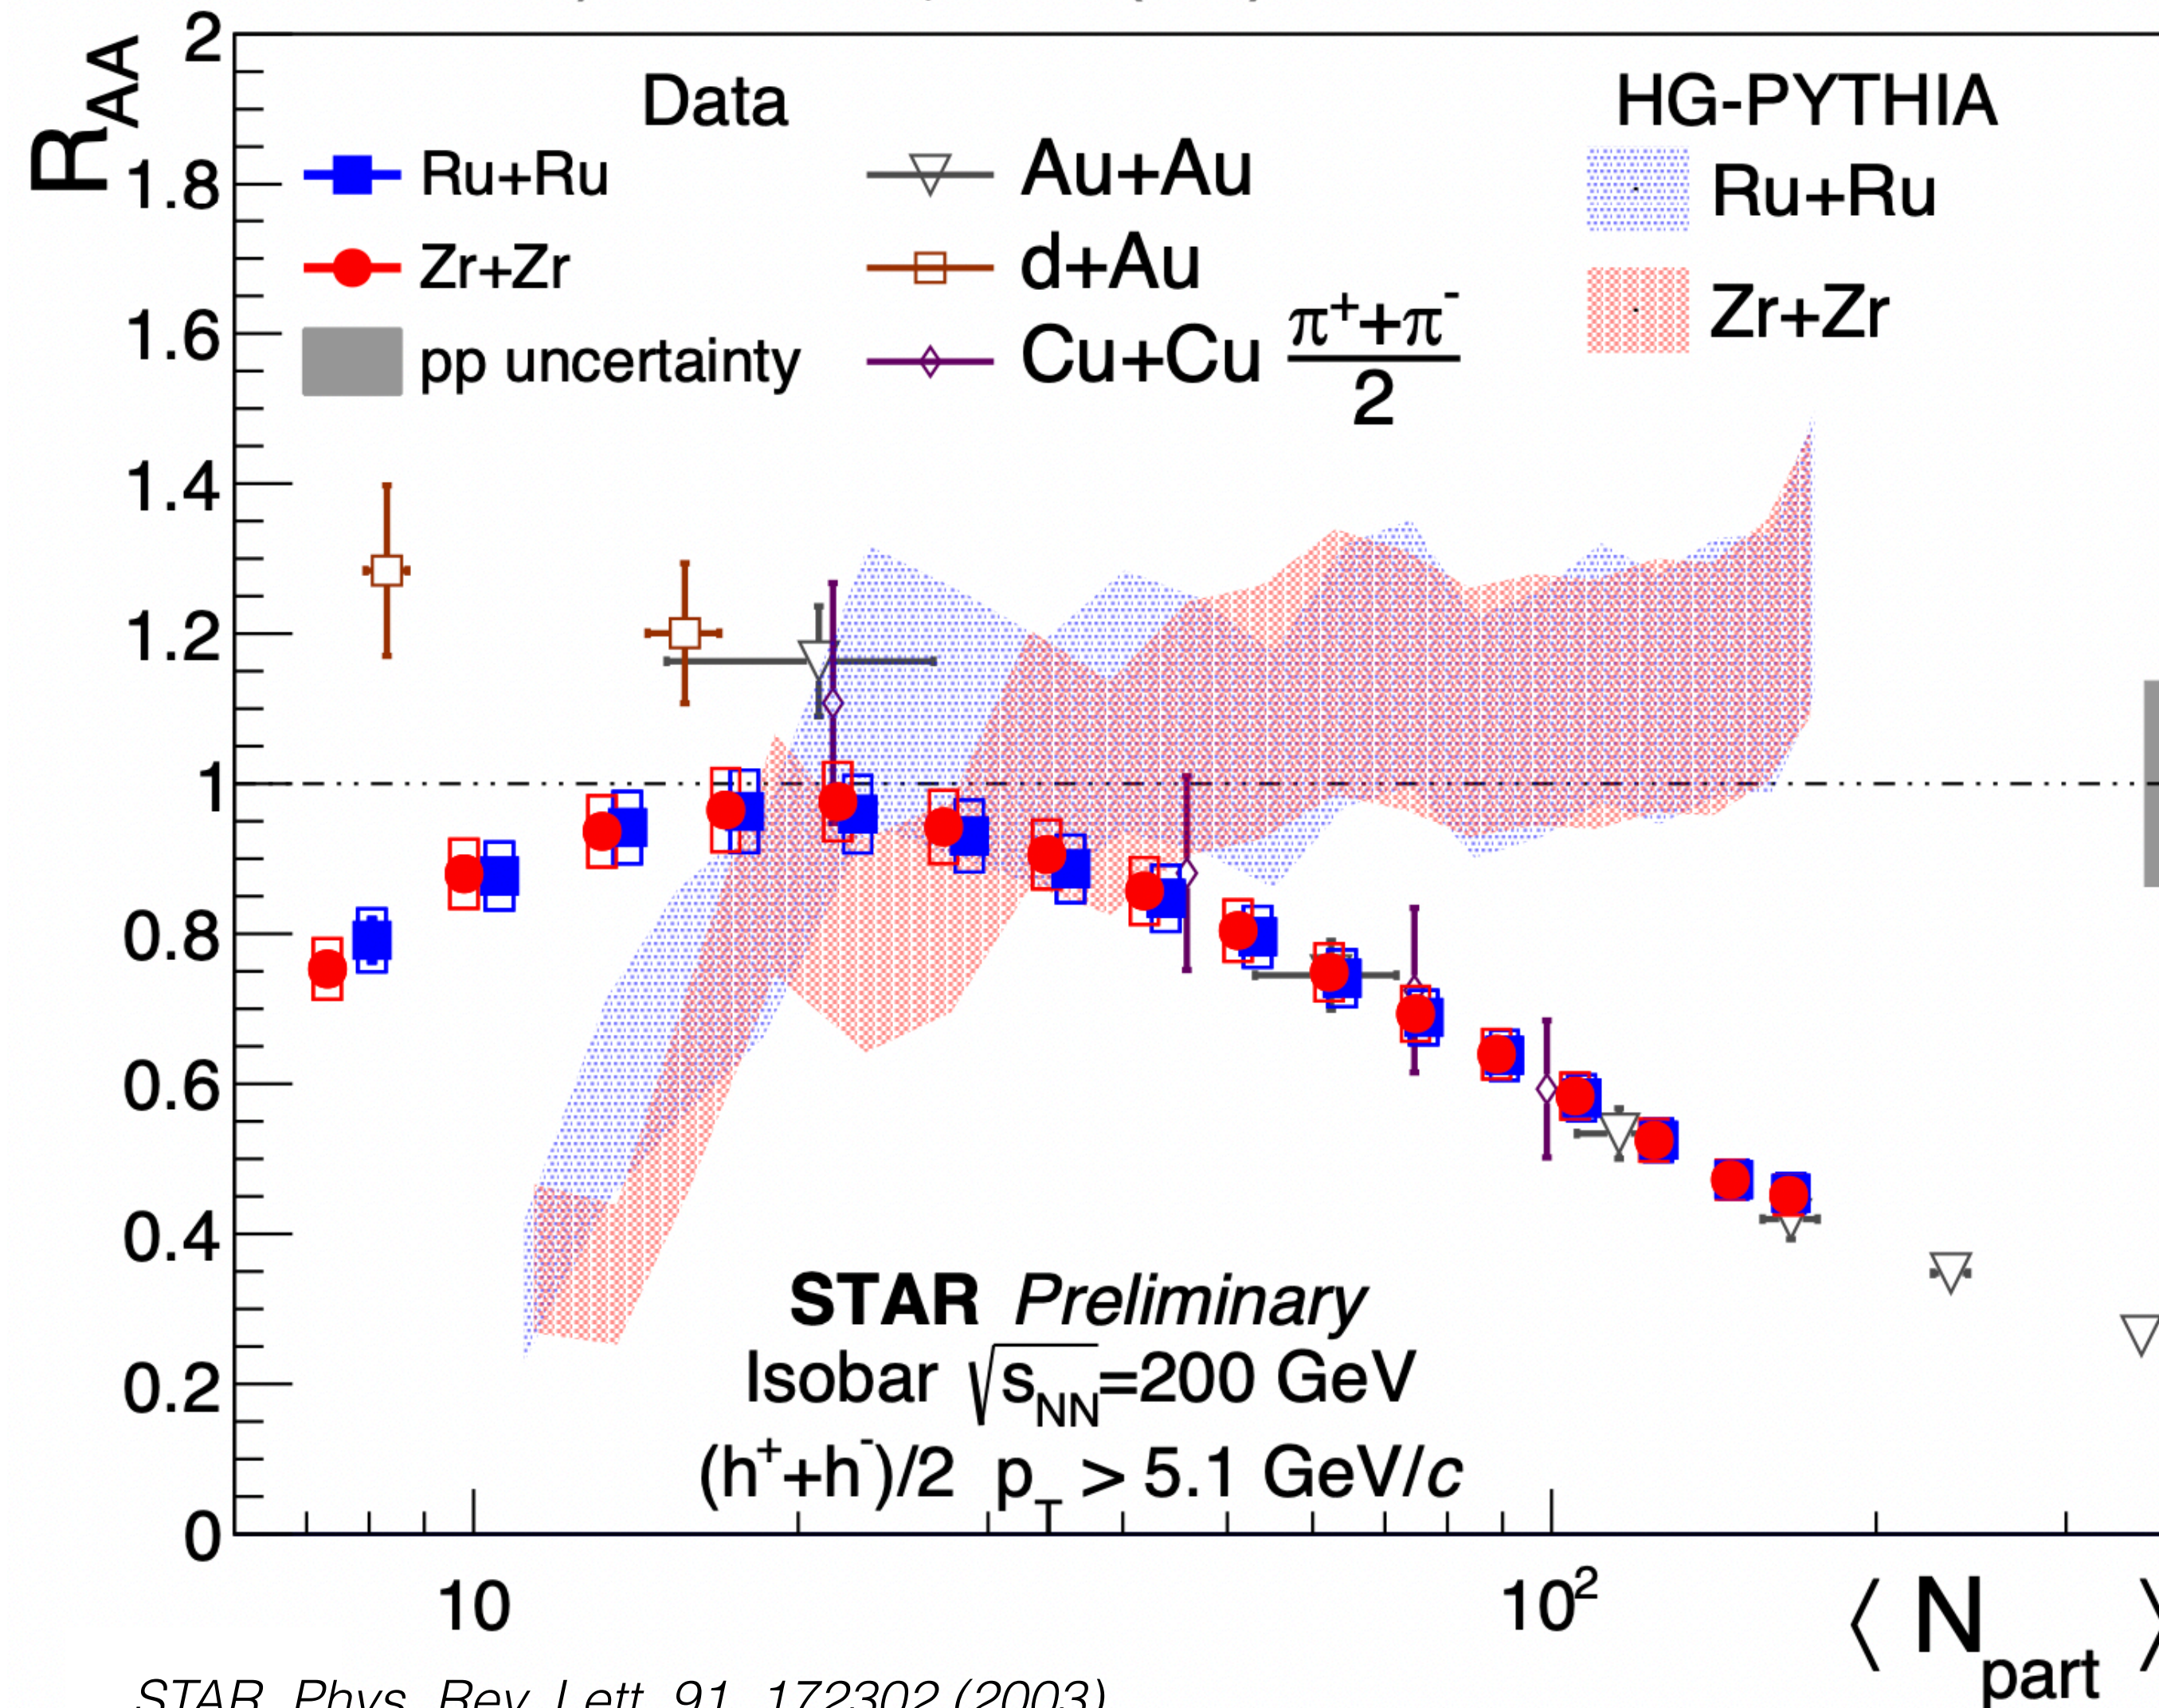 R_AA
2
1.8
1.6
1.4
1.2
1
0.8
0.6
0.4
0.2
0
Data
Ru+Ru
Zr+Zr
pp uncertainty
Au+Au
d+Au
Cu+Cu (π⁺+π⁻)/2
HG-PYTHIA
Ru+Ru
Zr+Zr
STAR Preliminary
Isobar √s_NN=200 GeV
(h⁺+h⁻)/2 p_T > 5.1 GeV/c
10
10²
⟨ N_part ⟩
STAR, Phys. Rev. Lett. 91, 172302 (2003)